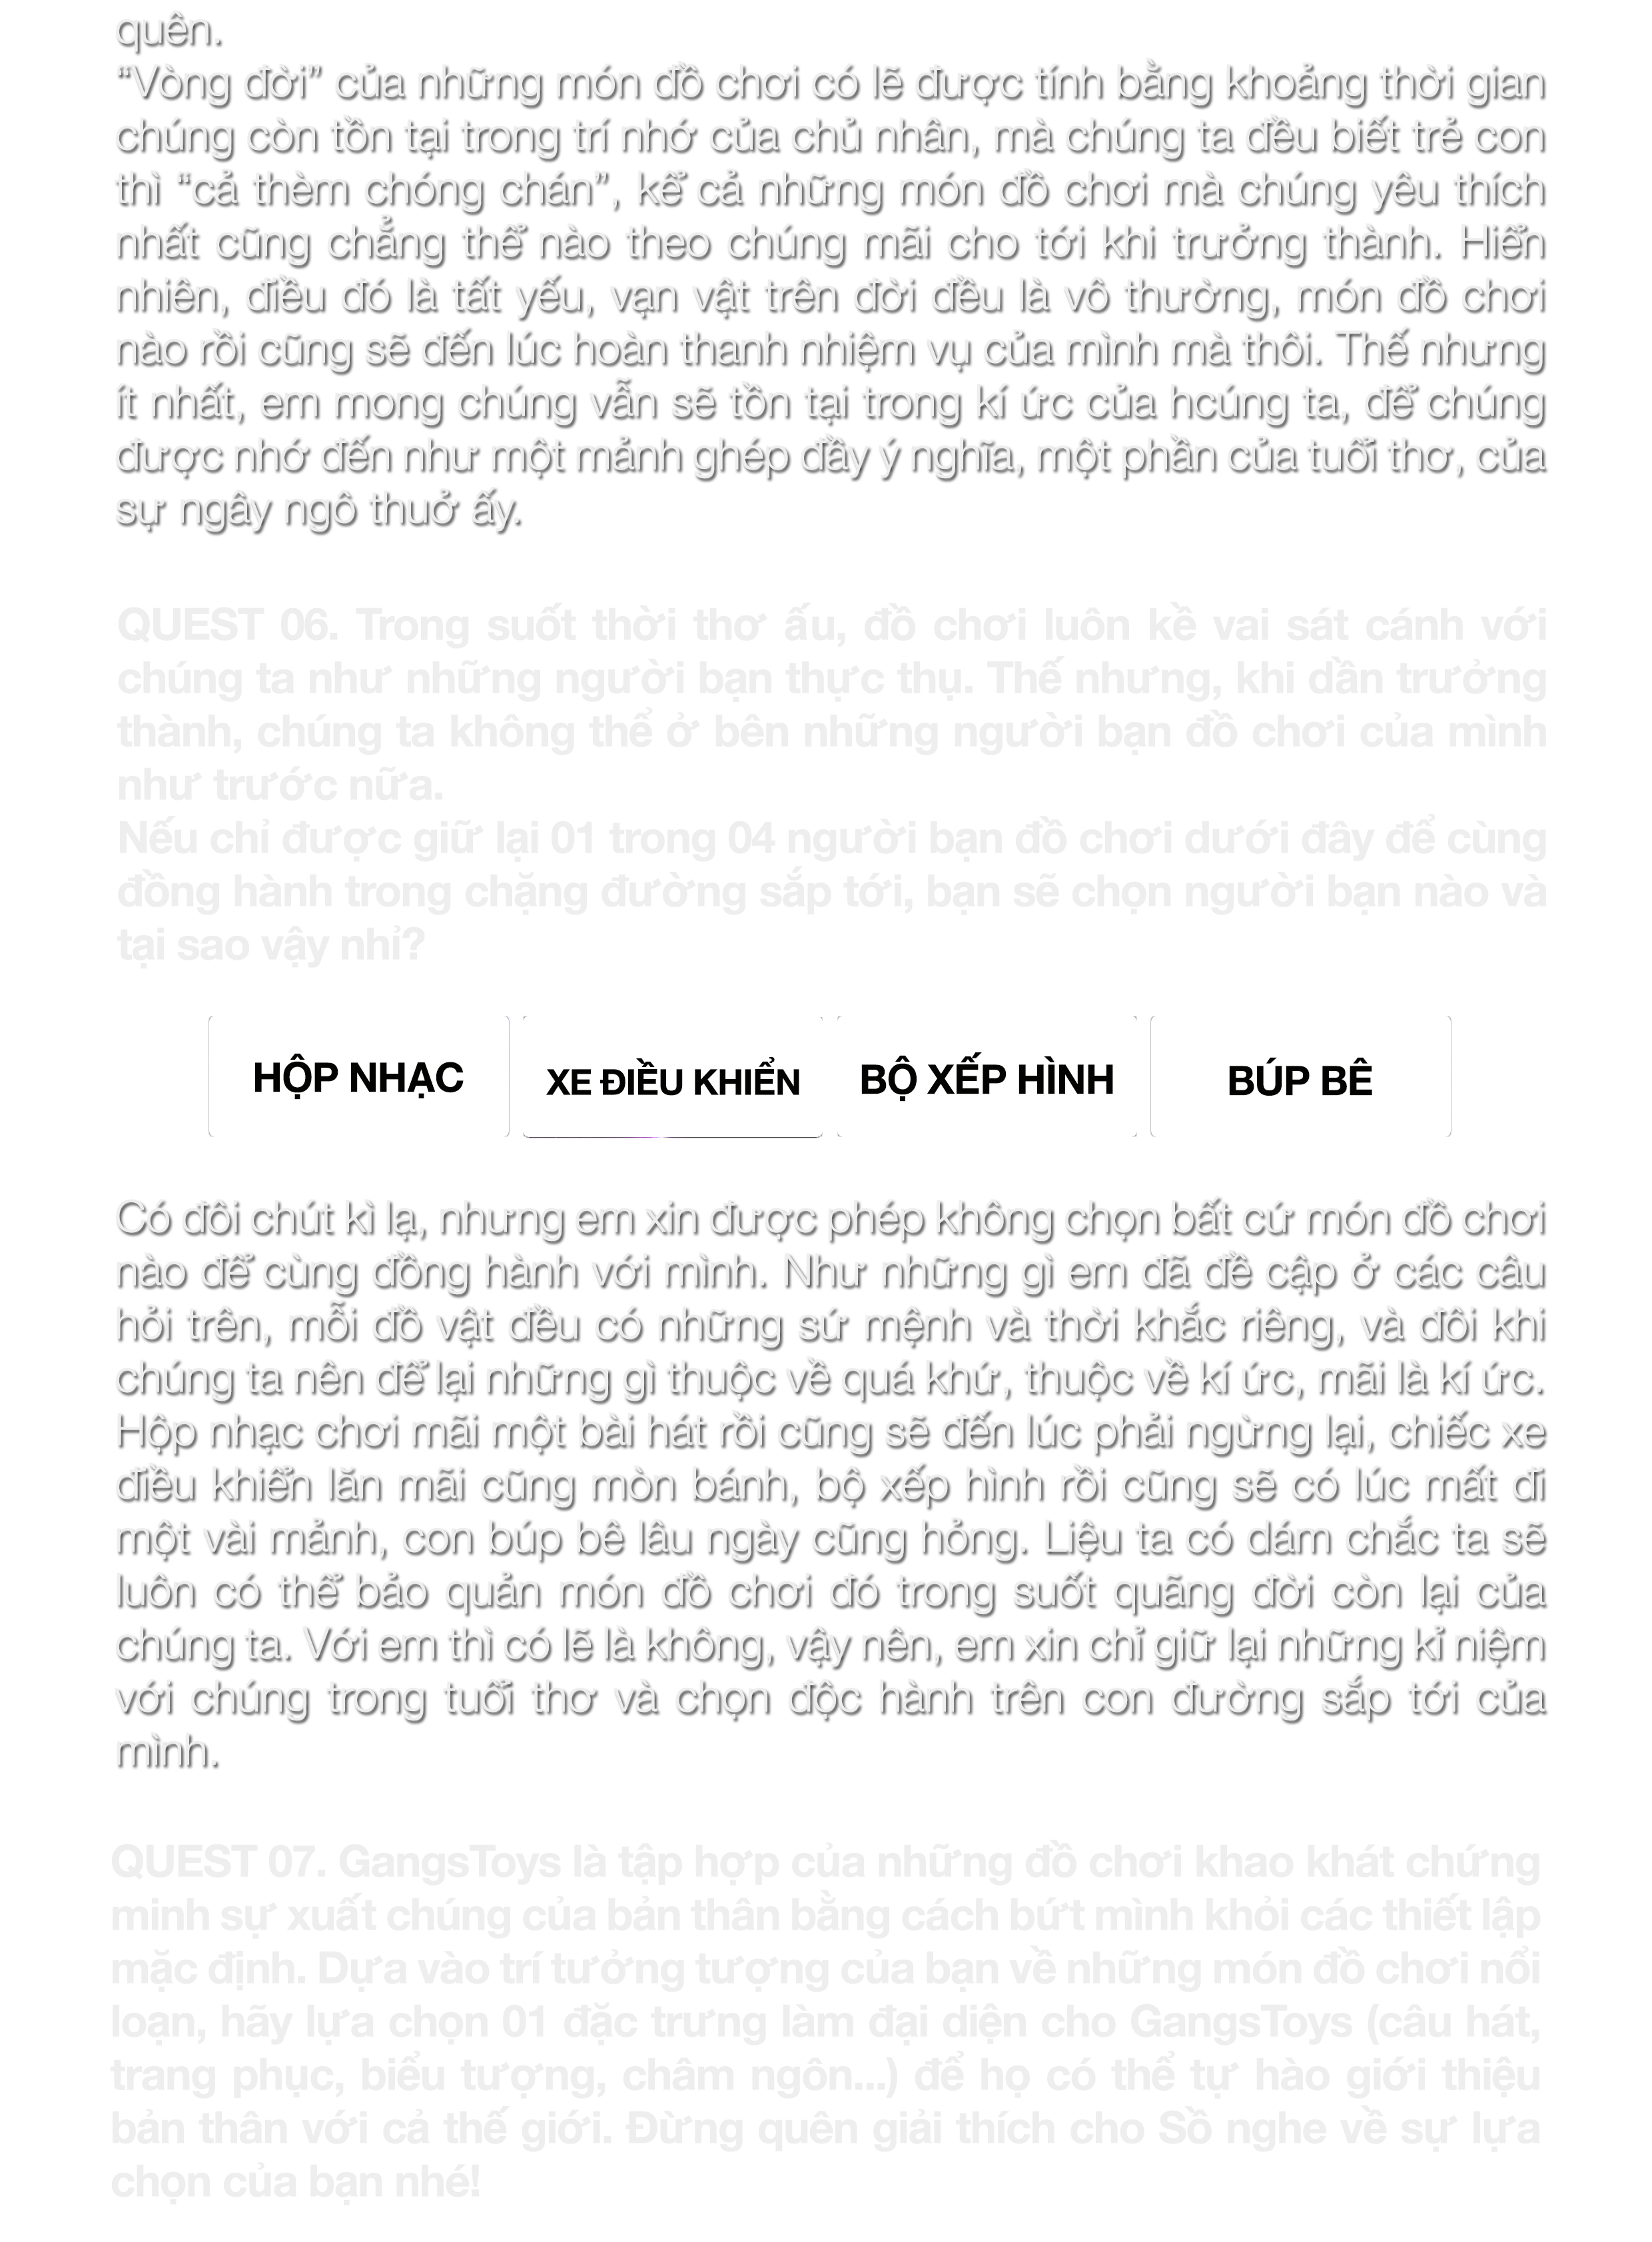 quên.
“Vòng đời” của những món đồ chơi có lẽ được tính bằng khoảng thời gian
chúng còn tồn tại trong trí nhớ của chủ nhân, mà chúng ta đều biết trẻ con
thì “cả thèm chóng chán”, kể cả những món đồ chơi mà chúng yêu thích
nhất cũng chẳng thể nào theo chúng mãi cho tới khi trưởng thành. Hiển
nhiên, điều đó là tất yếu, vạn vật trên đời đều là vô thường, món đồ chơi
nào rồi cũng sẽ đến lúc hoàn thanh nhiệm vụ của mình mà thôi. Thế nhưng
ít nhất, em mong chúng vẫn sẽ tồn tại trong kí ức của hcúng ta, để chúng
được nhớ đến như một mảnh ghép đầy ý nghĩa, một phần của tuổi thơ, của
sự ngây ngô thuở ấy.
QUEST 06. Trong suốt thời thơ ấu, đồ chơi luôn kề vai sát cánh với
chúng ta như những người bạn thực thụ. Thế nhưng, khi dần trưởng
thành, chúng ta không thể ở bên những người bạn đồ chơi của mình
như trước nữa.
Nếu chỉ được giữ lại 01 trong 04 người bạn đồ chơi dưới đây để cùng
đồng hành trong chặng đường sắp tới, bạn sẽ chọn người bạn nào và
tại sao vậy nhỉ?
HỘP NHẠC XE ĐIỀU KHIỂN BỘ XẾP HÌNH BÚP BÊ
Có đôi chút kì lạ, nhưng em xin được phép không chọn bất cứ món đồ chơi
nào để cùng đồng hành với mình. Như những gì em đã đề cập ở các câu
hỏi trên, mỗi đồ vật đều có những sứ mệnh và thời khắc riêng, và đôi khi
chúng ta nên để lại những gì thuộc về quá khứ, thuộc về kí ức, mãi là kí ức.
Hộp nhạc chơi mãi một bài hát rồi cũng sẽ đến lúc phải ngừng lại, chiếc xe
điều khiển lăn mãi cũng mòn bánh, bộ xếp hình rồi cũng sẽ có lúc mất đi
một vài mảnh, con búp bê lâu ngày cũng hỏng. Liệu ta có dám chắc ta sẽ
luôn có thể bảo quản món đồ chơi đó trong suốt quãng đời còn lại của
chúng ta. Với em thì có lẽ là không, vậy nên, em xin chỉ giữ lại những kỉ niệm
với chúng trong tuổi thơ và chọn độc hành trên con đường sắp tới của
mình.
QUEST 07. GangsToys là tập hợp của những đồ chơi khao khát chứng
minh sự xuất chúng của bản thân bằng cách bứt mình khỏi các thiết lập
mặc định. Dựa vào trí tưởng tượng của bạn về những món đồ chơi nổi
loạn, hãy lựa chọn 01 đặc trưng làm đại diện cho GangsToys (câu hát,
trang phục, biểu tượng, châm ngôn...) để họ có thể tự hào giới thiệu
bản thân với cả thế giới. Đừng quên giải thích cho Sồ nghe về sự lựa
chọn của bạn nhé!